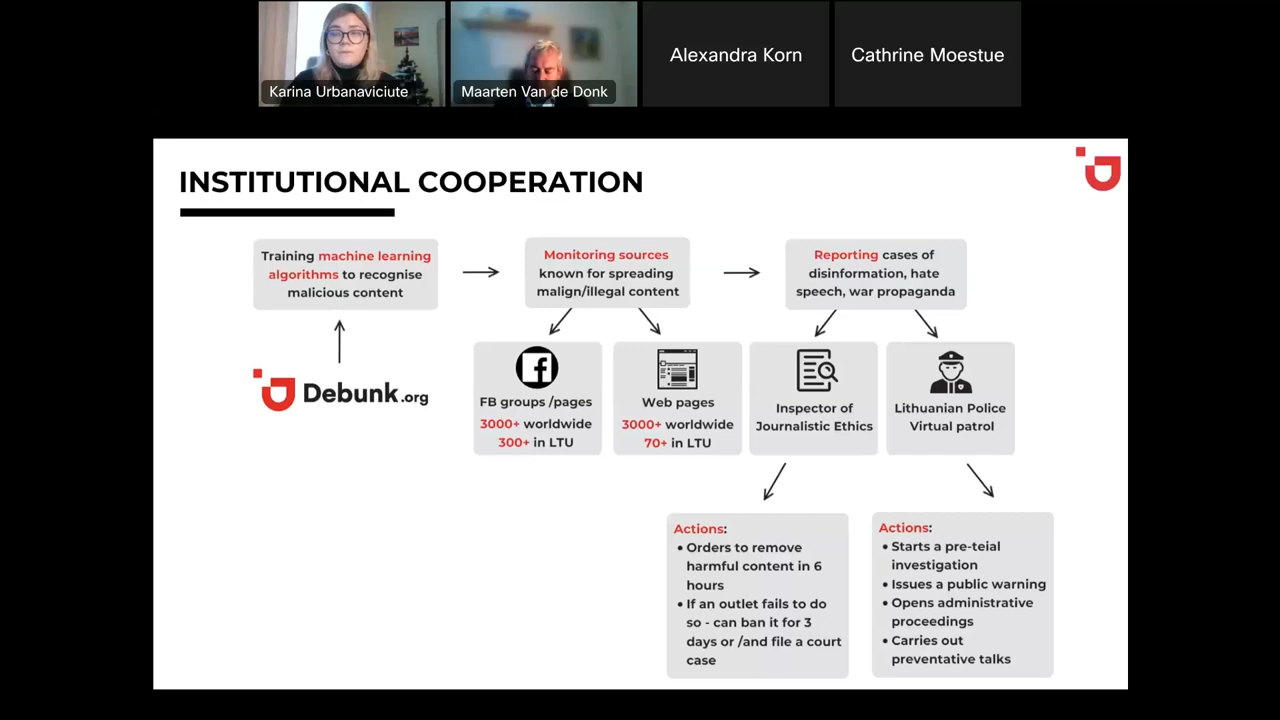 Karina Urbanaviciute
Maarten Van de Donk
Alexandra Korn
Cathrine Moestue
INSTITUTIONAL COOPERATION
Training machine learning
algorithms to recognise
malicious content
Monitoring sources
known for spreading
malign/illegal content
Reporting cases of
disinformation, hate
speech, war propaganda
Debunk.org
FB groups /pages
3000+ worldwide
300+ in LTU
Web pages
3000+ worldwide
70+ in LTU
Inspector of
Journalistic Ethics
Lithuanian Police
Virtual patrol
Actions:
• Orders to remove
harmful content in 6
hours
• If an outlet fails to do
so - can ban it for 3
days or /and file a court
case
Actions:
• Starts a pre-teial
investigation
• Issues a public warning
• Opens administrative
proceedings
• Carries out
preventative talks